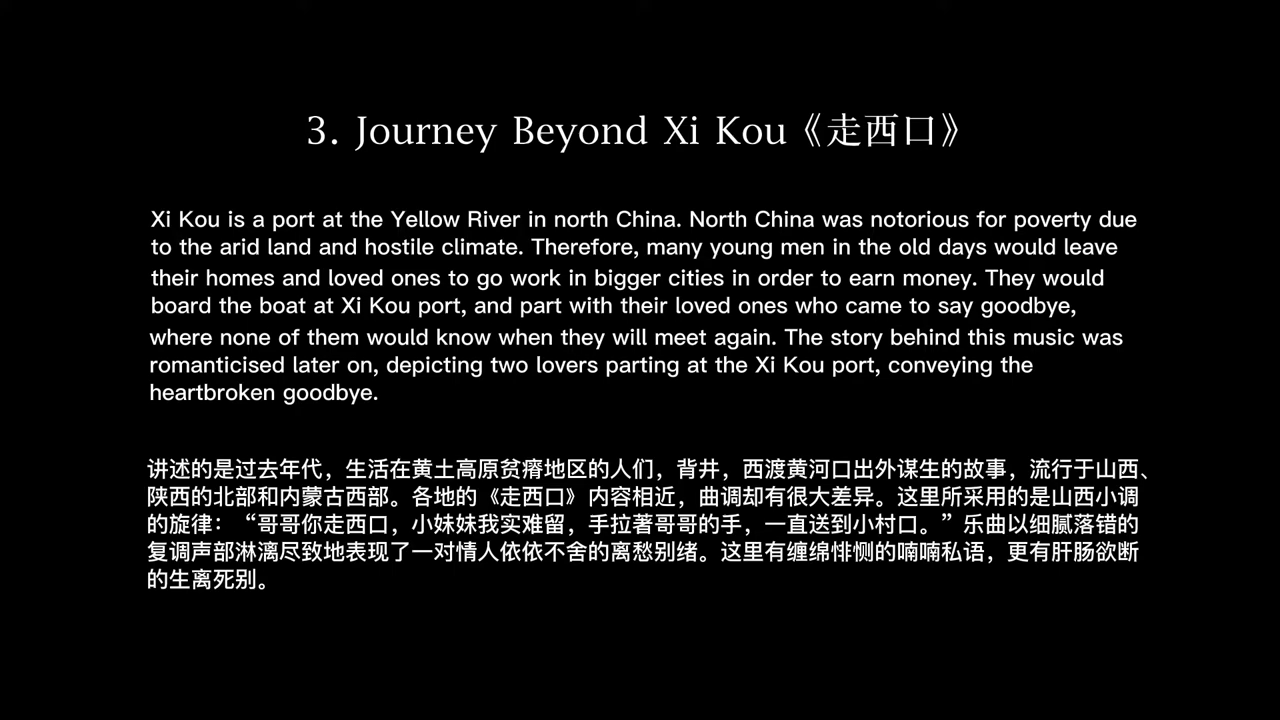 3. Journey Beyond Xi Kou《走西口》
Xi Kou is a port at the Yellow River in north China. North China was notorious for poverty due
to the arid land and hostile climate. Therefore, many young men in the old days would leave
their homes and loved ones to go work in bigger cities in order to earn money. They would
board the boat at Xi Kou port, and part with their loved ones who came to say goodbye,
where none of them would know when they will meet again. The story behind this music was
romanticised later on, depicting two lovers parting at the Xi Kou port, conveying the
heartbroken goodbye.
讲述的是过去年代，生活在黄土高原贫瘠地区的人们，背井，西渡黄河口出外谋生的故事，流行于山西、
陕西的北部和内蒙古西部。各地的《走西口》内容相近，曲调却有很大差异。这里所采用的是山西小调
的旋律：“哥哥你走西口，小妹妹我实难留，手拉著哥哥的手，一直送到小村口。”乐曲以细腻落错的
复调声部淋漓尽致地表现了一对情人依依不舍的离愁别绪。这里有缠绵悱恻的喃喃私语，更有肝肠欲断
的生离死别。